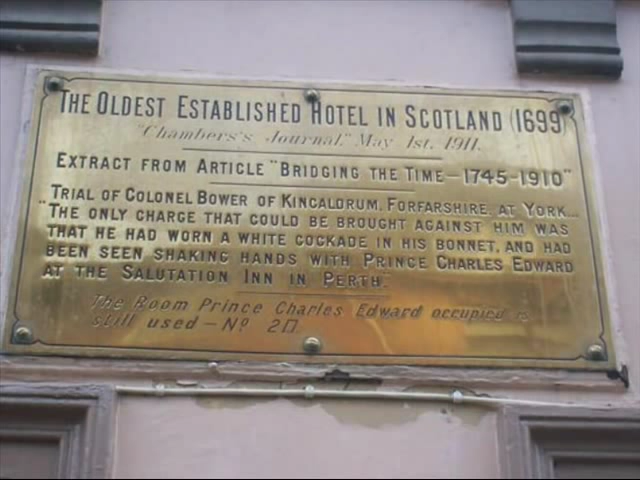 The Oldest Established Hotel in Scotland (1699)
"Chambers's Journal," May 1st. 1911.
Extract from Article "Bridging the Time – 1745-1910"
"Trial of Colonel Bower of Kincaldrum, Forfarshire, at York...
"The only charge that could be brought against him was
that he had worn a white cockade in his bonnet, and had
been seen shaking hands with Prince Charles Edward
at the Salutation Inn in Perth."
The Room Prince Charles Edward occupied is
still used – No 20.